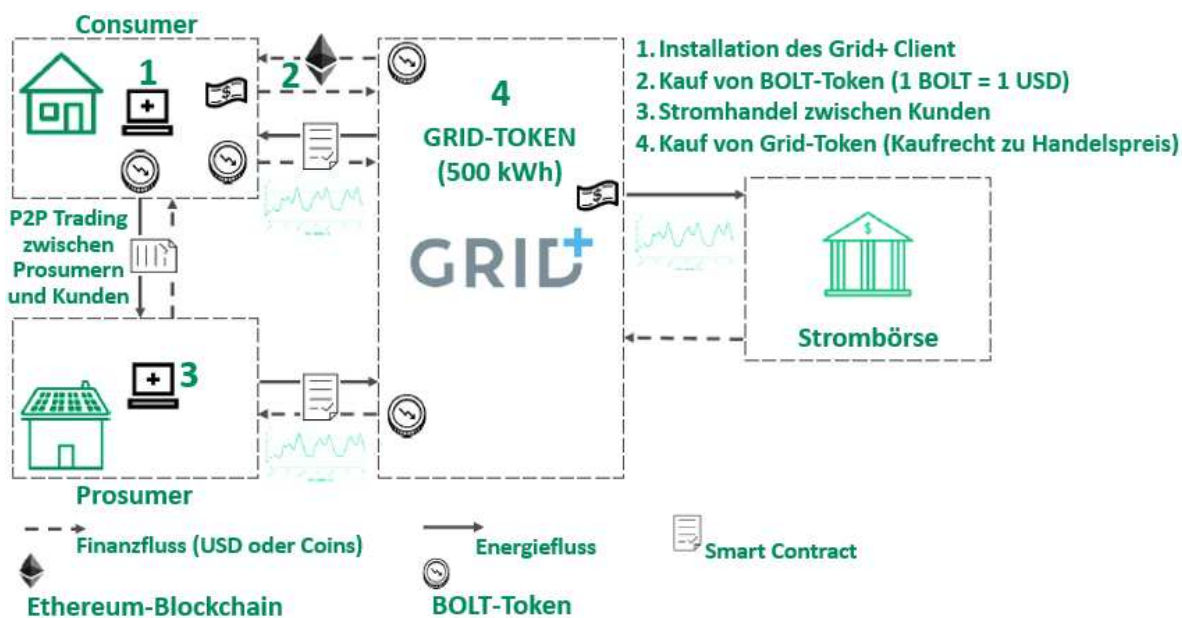 Consumer
1
2
4
GRID-TOKEN
(500 kWh)
GRID+
1. Installation des Grid+ Client
2. Kauf von BOLT-Token (1 BOLT = 1 USD)
3. Stromhandel zwischen Kunden
4. Kauf von Grid-Token (Kaufrecht zu Handelspreis)
P2P Trading
zwischen
Prosumern
und Kunden
Strombörse
3
Prosumer
Finanzfluss (USD oder Coins)
Energiefluss
Smart Contract
Ethereum-Blockchain
BOLT-Token